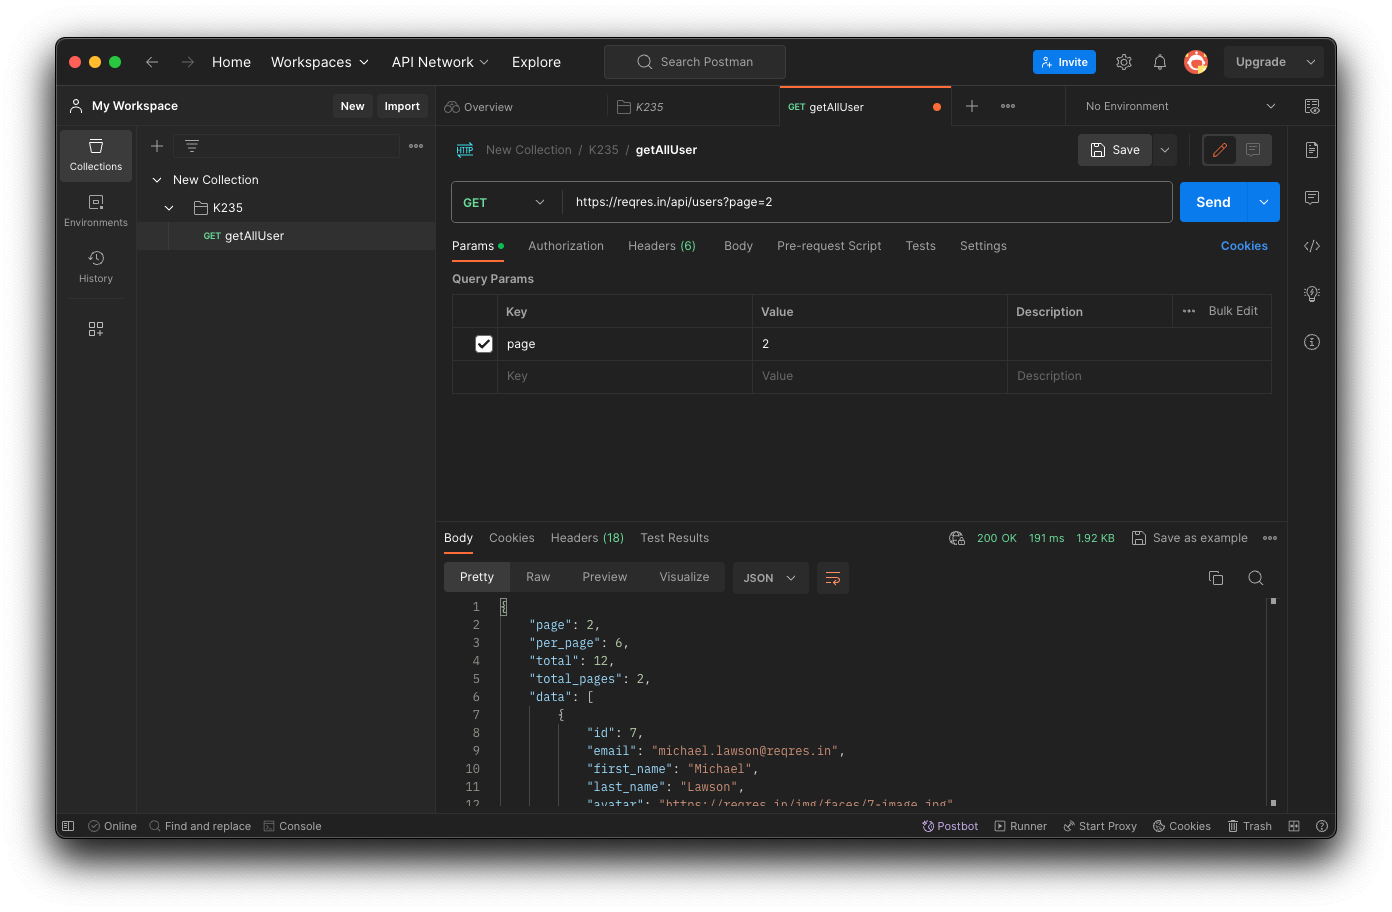 Home Workspaces API Network Explore Search Postman Invite Upgrade
My Workspace New Import Overview K235 GET getAllUser No Environment
Collections
Environments
History
New Collection
K235
GET getAllUser
HTTP New Collection / K235 / getAllUser Save
GET https://reqres.in/api/users?page=2 Send
Params Authorization Headers (6) Body Pre-request Script Tests Settings Cookies
Query Params
Key Value Description Bulk Edit
page 2
Key Value Description
Body Cookies Headers (18) Test Results 200 OK 191 ms 1.92 KB Save as example
Pretty Raw Preview Visualize JSON
1 {
2 "page": 2,
3 "per_page": 6,
4 "total": 12,
5 "total_pages": 2,
6 "data": [
7 {
8 "id": 7,
9 "email": "michael.lawson@reqres.in",
10 "first_name": "Michael",
11 "last_name": "Lawson",
12 "avatar": "https://reqres.in/img/faces/7-image.jpg"
Online Find and replace Console Postbot Runner Start Proxy Cookies Trash